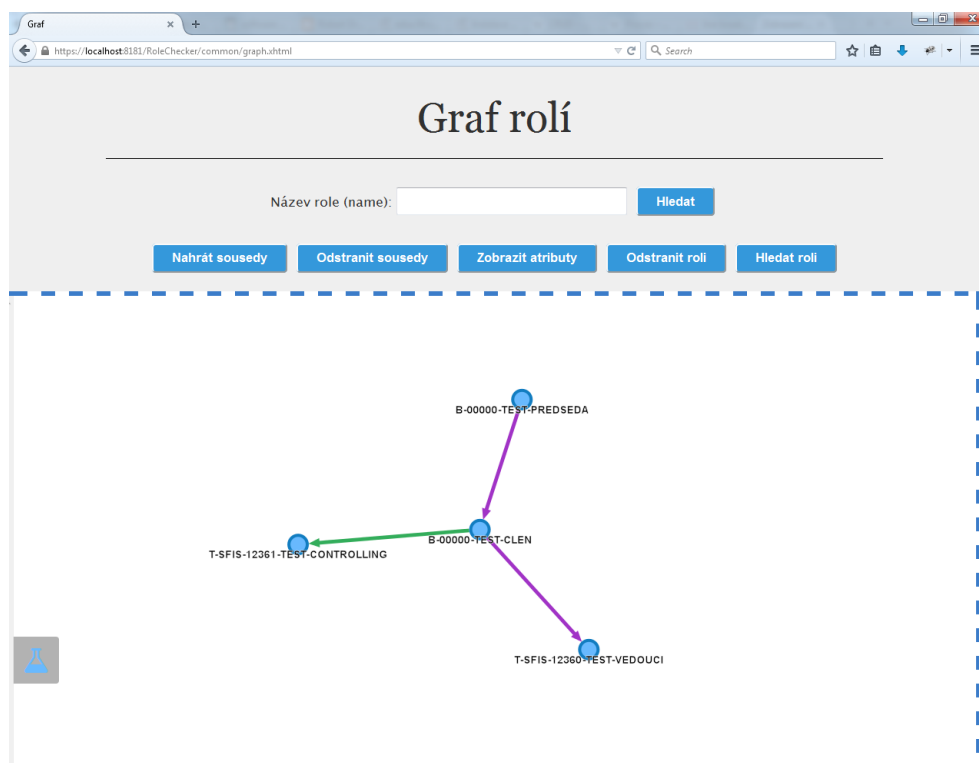 Graf
https://localhost:8181/RoleChecker/common/graph.xhtml
Search
Graf rolí
Název role (name):
Hledat
Nahrát sousedy
Odstranit sousedy
Zobrazit atributy
Odstranit roli
Hledat roli
B-00000-TEST-PREDSEDA
B-00000-TEST-CLEN
T-SFIS-12361-TEST-CONTROLLING
T-SFIS-12360-TEST-VEDOUCI